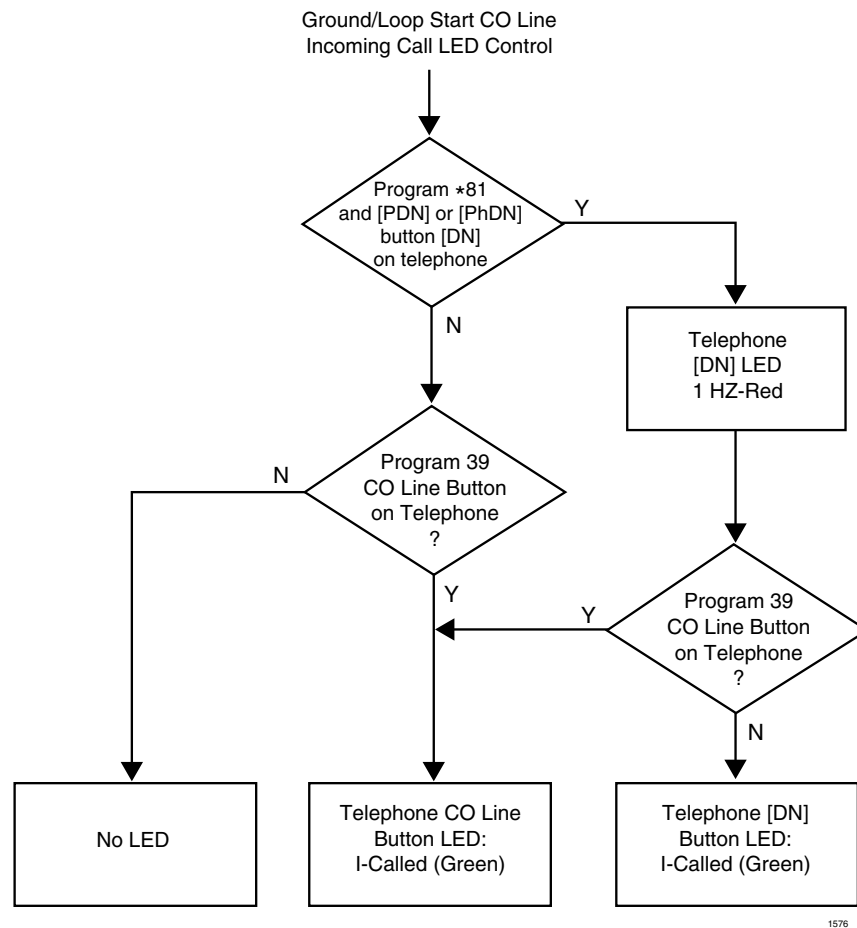 Ground/Loop Start CO Line
Incoming Call LED Control
Program *81
and [PDN] or [PhDN]
button [DN]
on telephone
Y
N
Telephone
[DN] LED
1 HZ-Red
N
Program 39
CO Line Button
on Telephone
?
Y
Y
Program 39
CO Line Button
on Telephone
?
N
No LED
Telephone CO Line
Button LED:
I-Called (Green)
Telephone [DN]
Button LED:
I-Called (Green)
1576